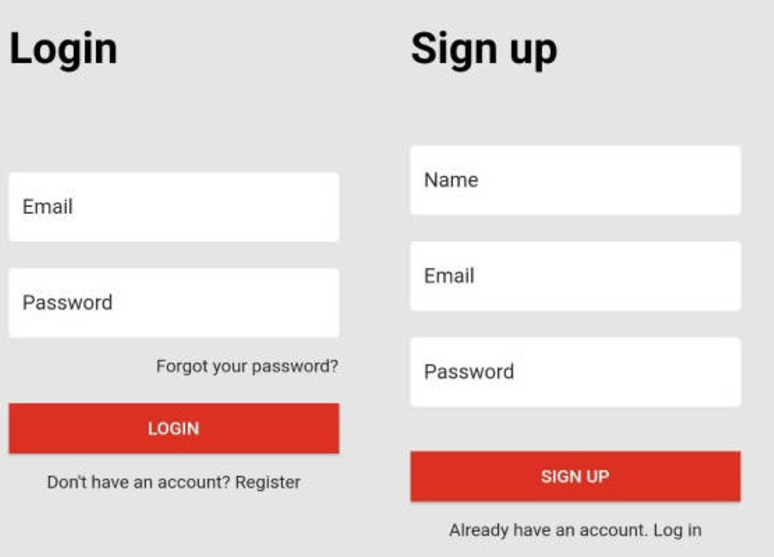 Login
Email
Password
Forgot your password?
LOGIN
Don't have an account? Register
Sign up
Name
Email
Password
SIGN UP
Already have an account. Log in